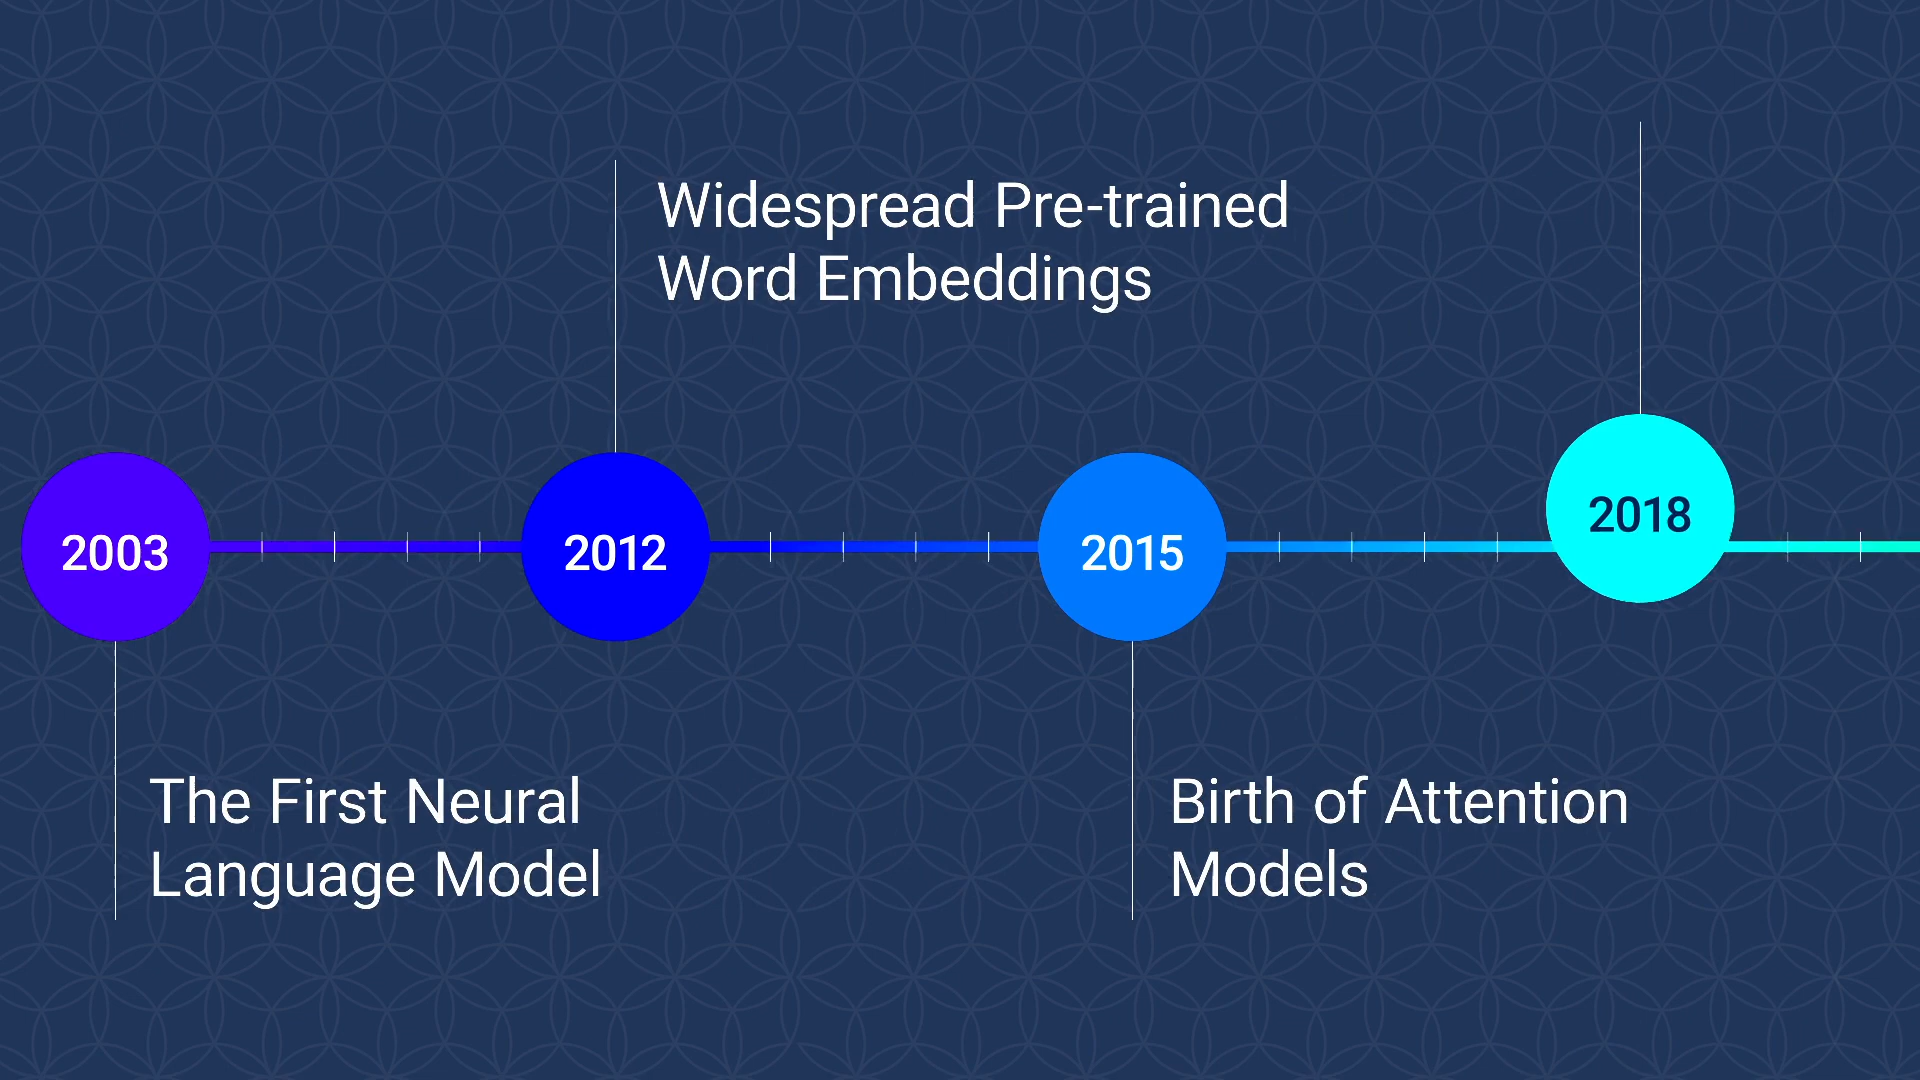 Widespread Pre-trained
Word Embeddings
2003
2012
2015
2018
The First Neural
Language Model
Birth of Attention
Models